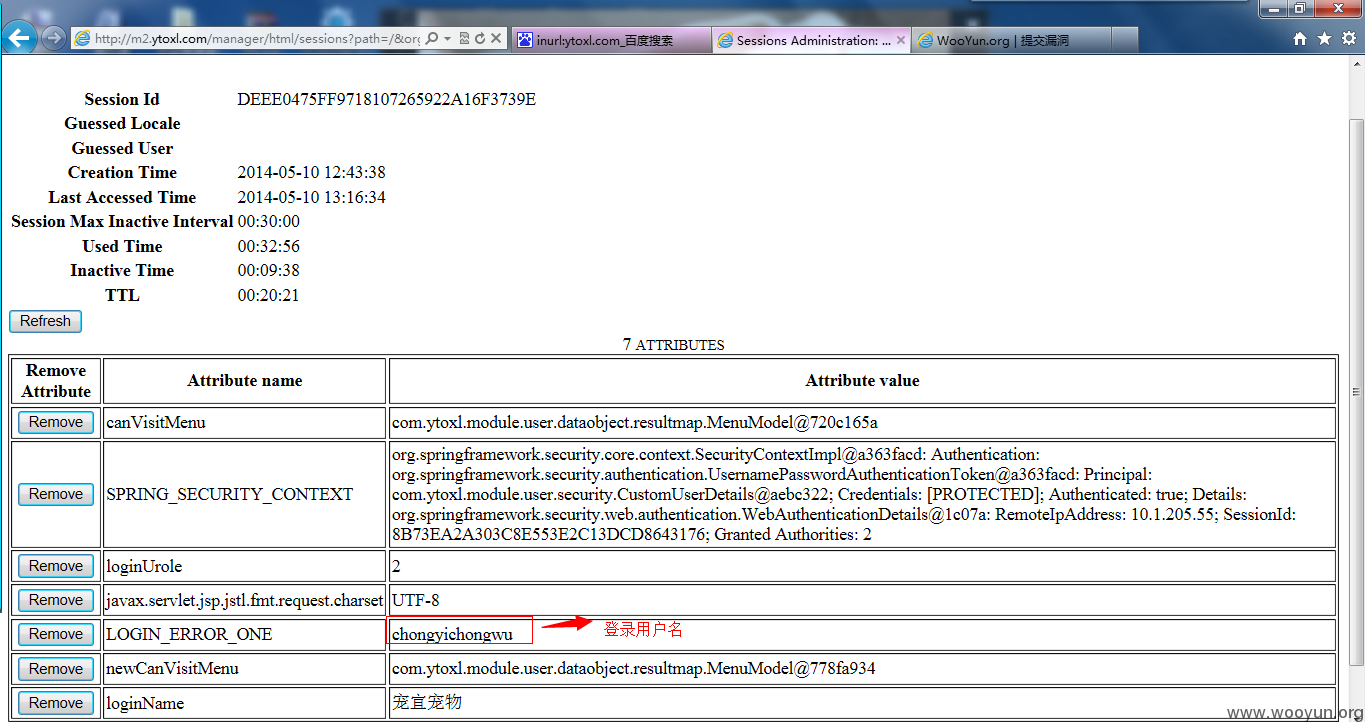 http://m2.ytoxl.com/manager/html/sessions?path=/&org
inurl:ytoxl.com_百度搜索
Sessions Administration: ...
WooYun.org | 提交漏洞
Session Id DEEE0475FF9718107265922A16F3739E
Guessed Locale
Guessed User
Creation Time 2014-05-10 12:43:38
Last Accessed Time 2014-05-10 13:16:34
Session Max Inactive Interval 00:30:00
Used Time 00:32:56
Inactive Time 00:09:38
TTL 00:20:21
Refresh
7 ATTRIBUTES
Remove Attribute Attribute name Attribute value
Remove canVisitMenu com.ytoxl.module.user.dataobject.resultmap.MenuModel@720c165a
Remove SPRING_SECURITY_CONTEXT org.springframework.security.core.context.SecurityContextImpl@a363facd: Authentication:
org.springframework.security.authentication.UsernamePasswordAuthenticationToken@a363facd: Principal:
com.ytoxl.module.user.security.CustomUserDetails@aebc322; Credentials: [PROTECTED]; Authenticated: true; Details:
org.springframework.security.web.authentication.WebAuthenticationDetails@1c07a: RemoteIpAddress: 10.1.205.55; SessionId:
8B73EA2A303C8E553E2C13DCD8643176; Granted Authorities: 2
Remove loginUrole 2
Remove javax.servlet.jsp.jstl.fmt.request.charset UTF-8
Remove LOGIN_ERROR_ONE chongyichongwu 登录用户名
Remove newCanVisitMenu com.ytoxl.module.user.dataobject.resultmap.MenuModel@778fa934
Remove loginName 宠宜宠物
www.wooyun.org